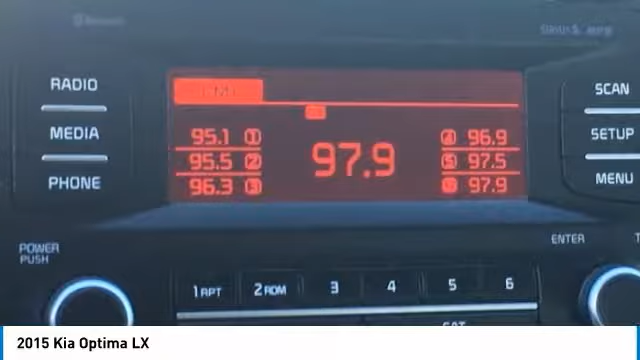 Bluetooth
RADIO
MEDIA
PHONE
95.1 1
95.5 2
96.3 3
97.9
4 96.9
5 97.5
6 97.9
SCAN
SETUP
MENU
POWER
PUSH
ENTER
1 RPT 2 RDM 3 4 5 6
2015 Kia Optima LX